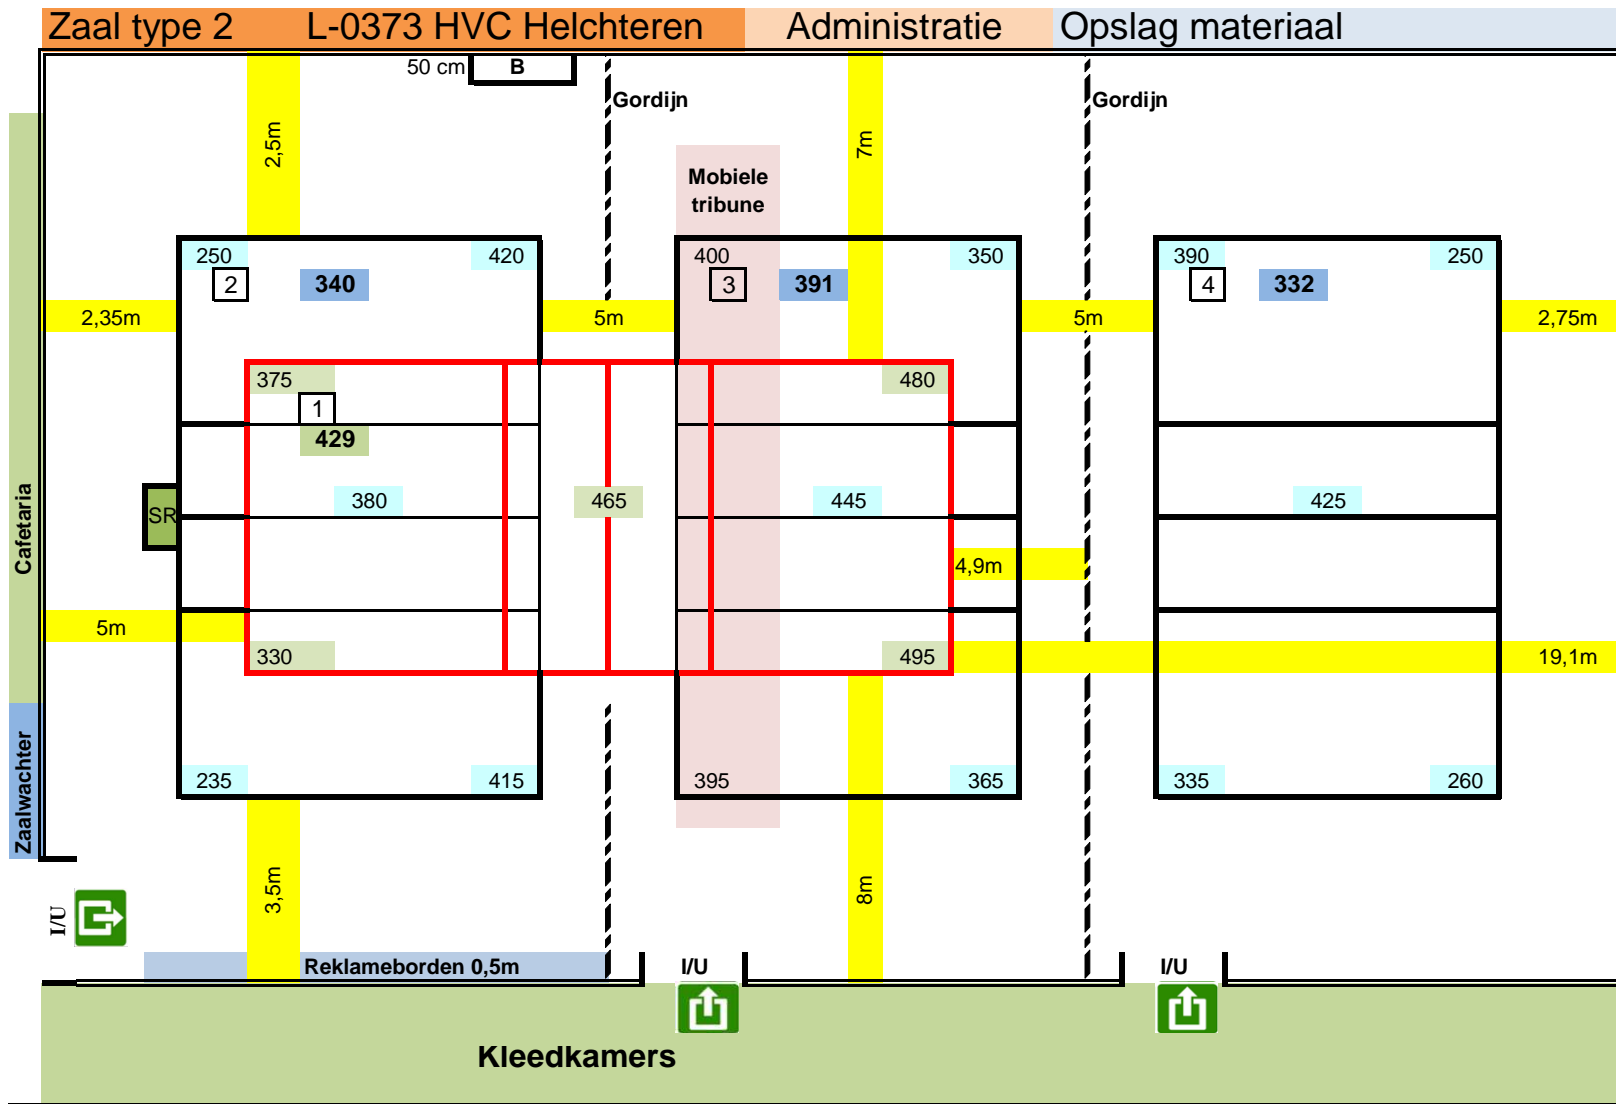 Zaal type 2 L-0373 HVC Helchteren Administratie Opslag materiaal
50 cm B
Gordijn Gordijn
2,5m 7m
Mobiele
tribune
250 420 400 350 390 250
2 340 3 391 4 332
2,35m 5m 5m 2,75m
375 480
1
429
380 465 445 425
SR
Cafetaria
4,9m
5m
330 495 19,1m
Zaalwachter
235 415 395 365 335 260
3,5m 8m
I/U
Reklameborden 0,5m I/U I/U
Kleedkamers